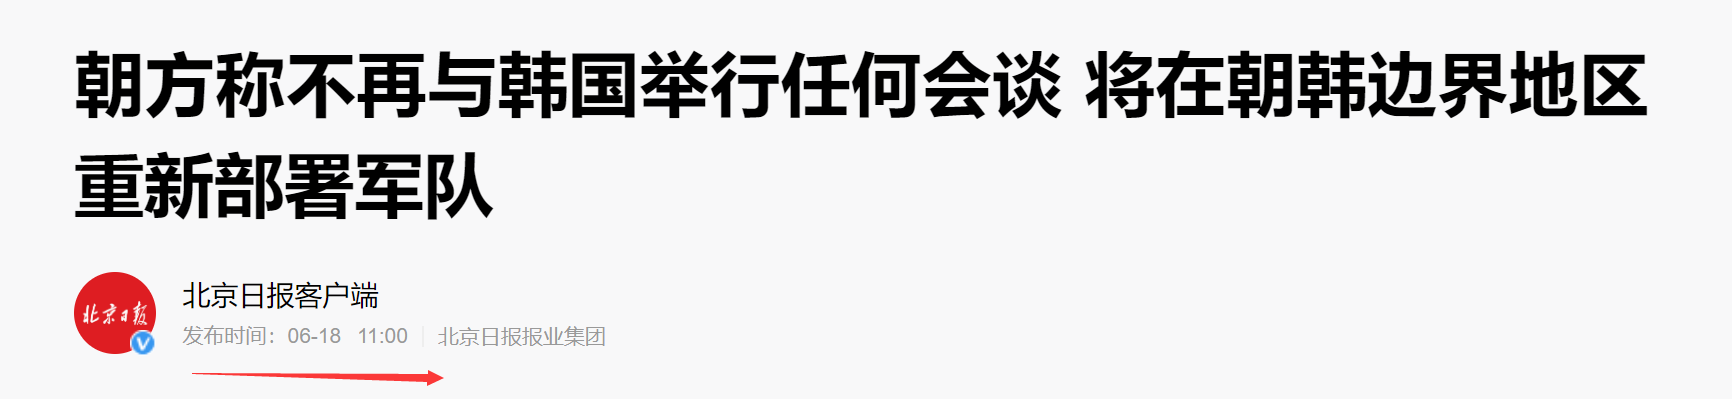 朝方称不再与韩国举行任何会谈 将在朝韩边界地区
重新部署军队
北京日报
北京日报客户端
发布时间：06-18 11:00 北京日报报业集团